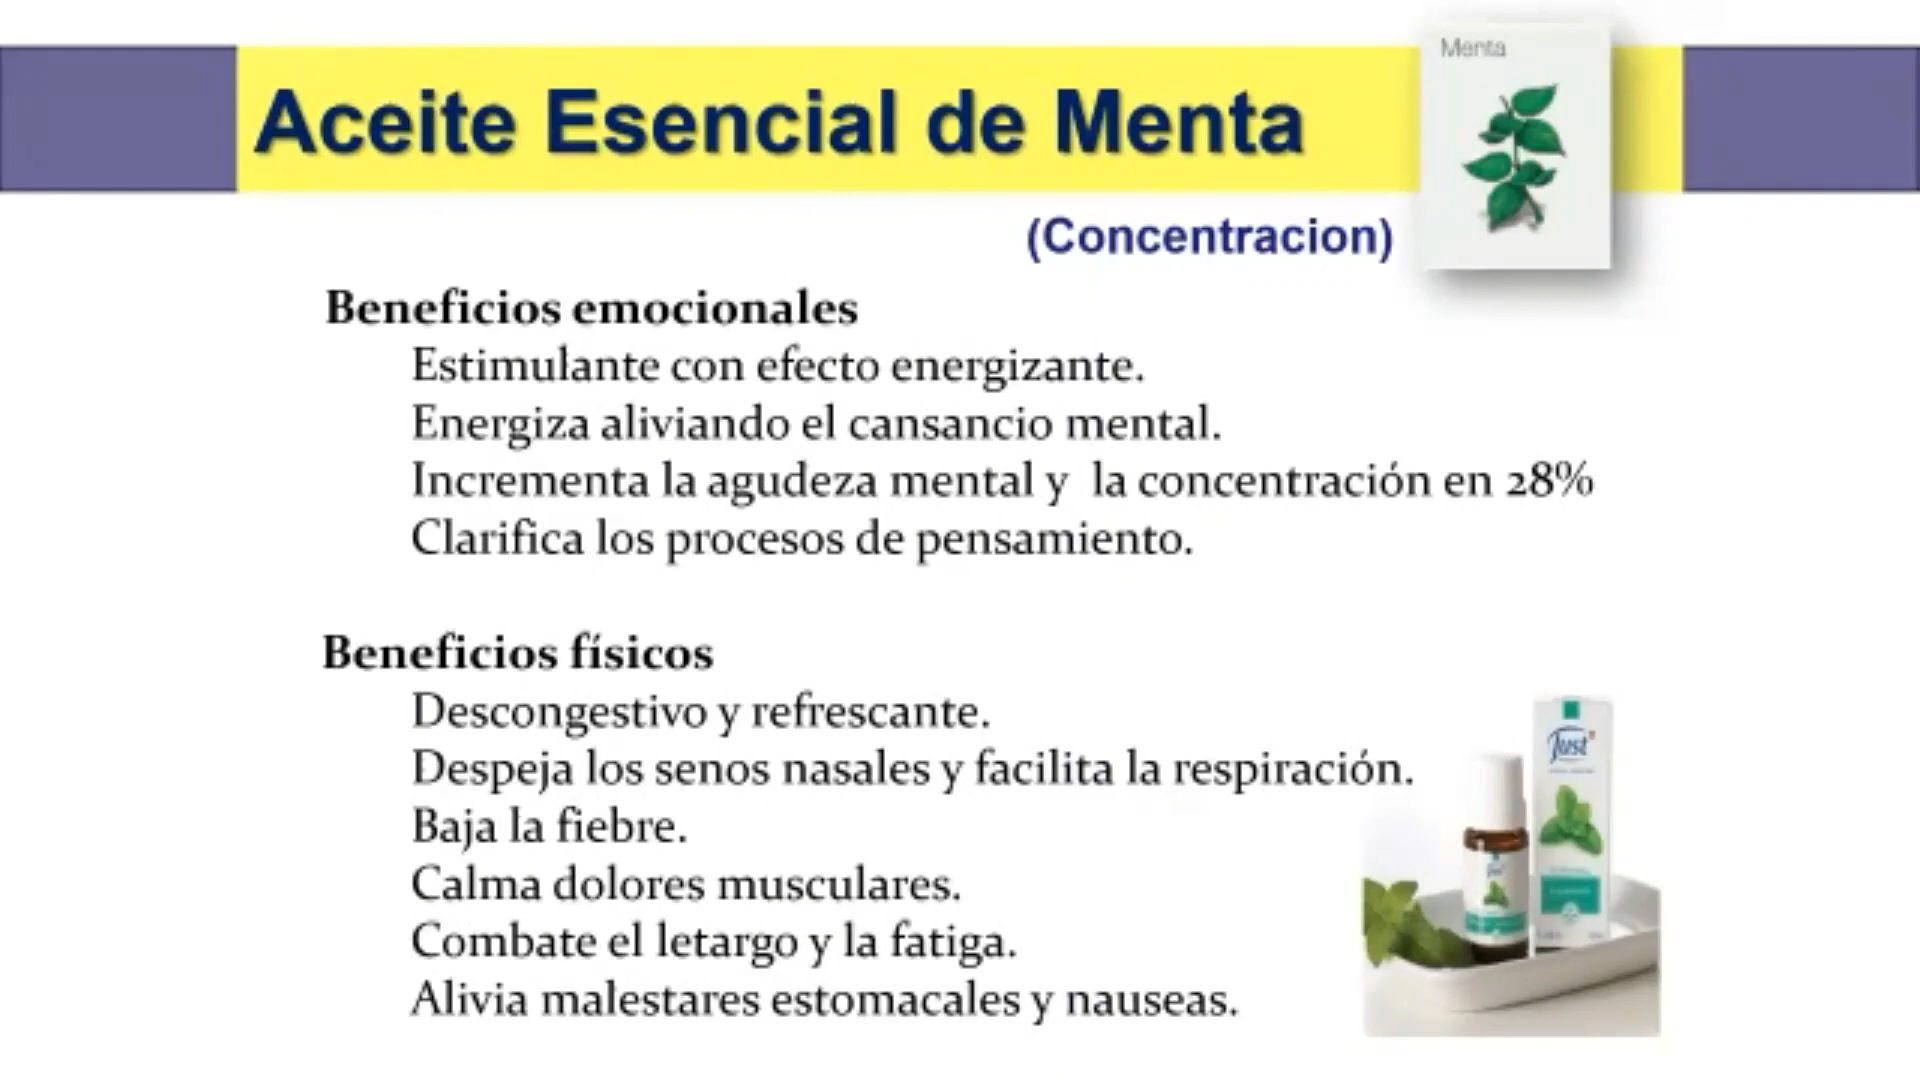 Menta
Aceite Esencial de Menta
(Concentracion)
Beneficios emocionales
Estimulante con efecto energizante.
Energiza aliviando el cansancio mental.
Incrementa la agudeza mental y la concentración en 28%
Clarifica los procesos de pensamiento.
Beneficios físicos
Descongestivo y refrescante.
Despeja los senos nasales y facilita la respiración.
Baja la fiebre.
Calma dolores musculares.
Combate el letargo y la fatiga.
Alivia malestares estomacales y nauseas.
Just
Just